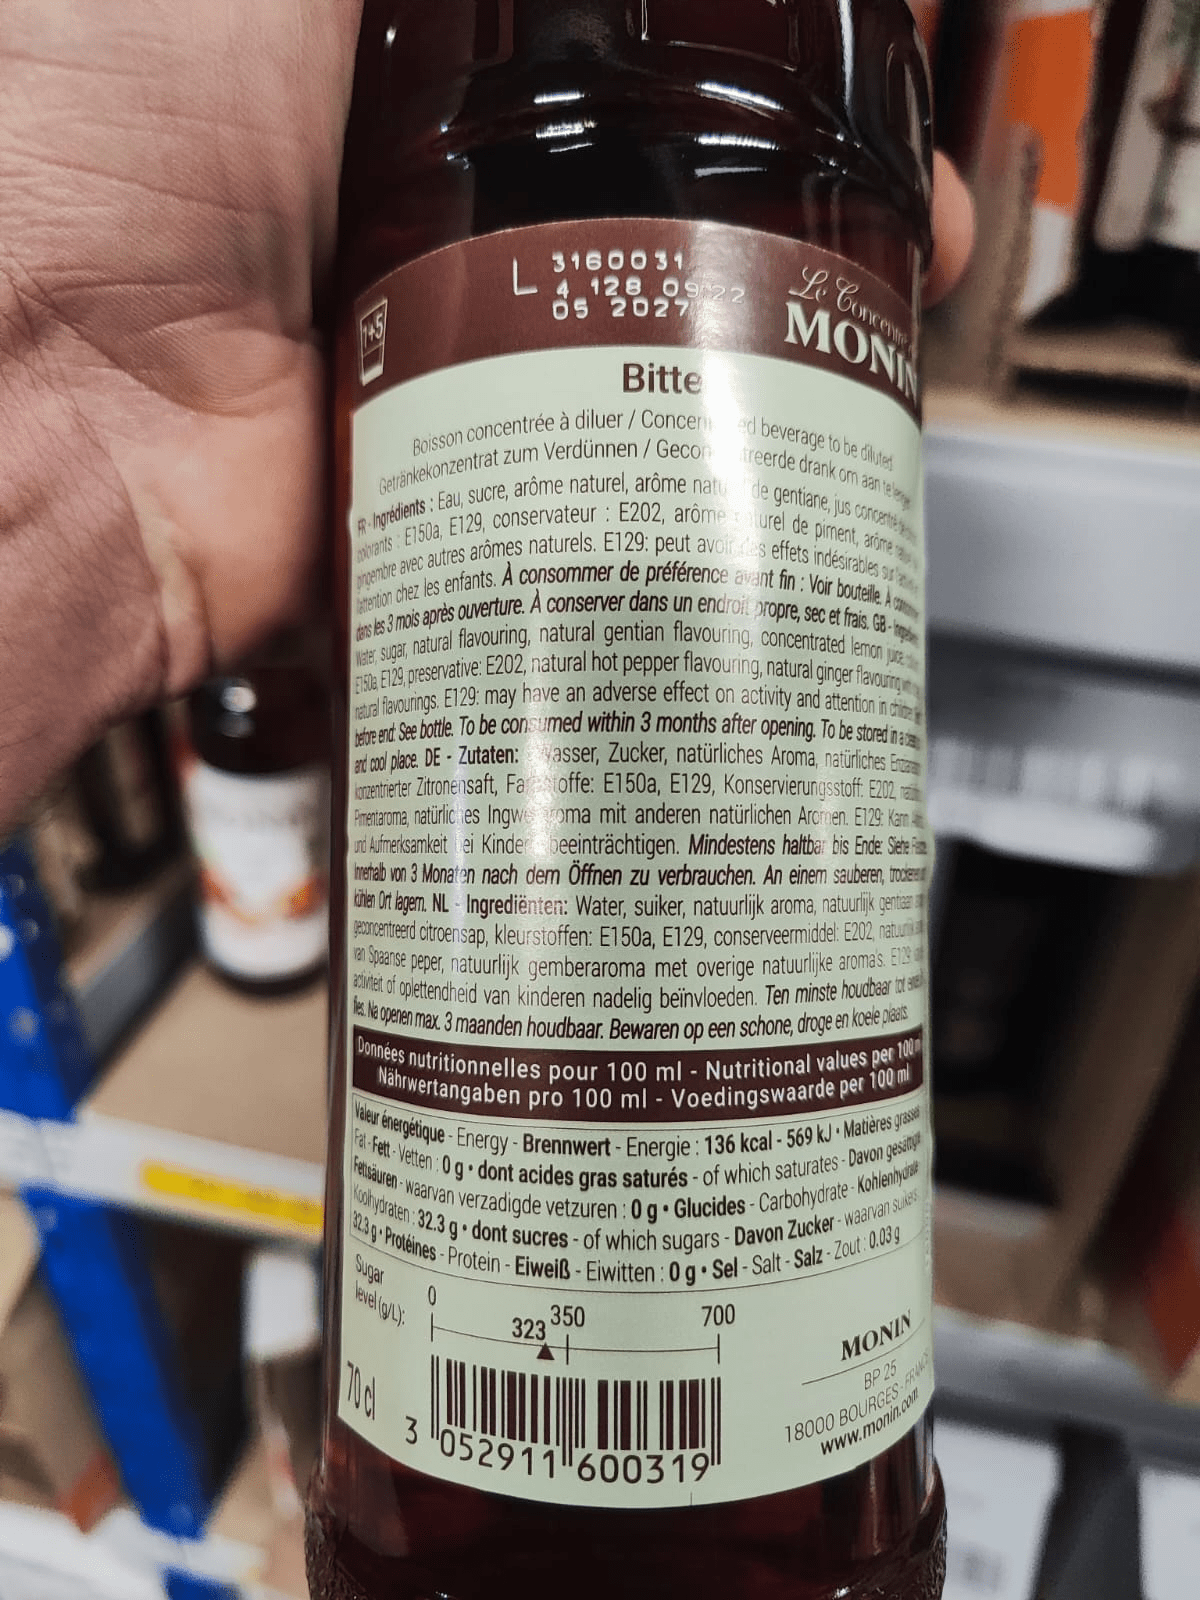 L 3160031
4 128 09:22
05 2027
1+5
Le Concentré
MONIN
Bitte
Boisson concentrée à diluer / Concen ed beverage to be diluted
Getränkekonzentrat zum Verdünnen / Gecon treerde drank om aan te
FR - Ingrédients : Eau, sucre, arôme naturel, arôme natu de gentiane, jus concentré
colorants : E150a, E129, conservateur : E202, arôme urel de piment, arôme
gingembre avec autres arômes naturels. E129: peut avoir des effets indésirables sur
l'attention chez les enfants. À consommer de préférence avant fin : Voir bouteille. À
dans les 3 mois après ouverture. À conserver dans un endroit propre, sec et frais. GB -
Water, sugar, natural flavouring, natural gentian flavouring, concentrated lemon juice,
E150a, E129, preservative: E202, natural hot pepper flavouring, natural ginger flavouring
natural flavourings. E129: may have an adverse effect on activity and attention in
before end: See bottle. To be consumed within 3 months after opening. To be stored in a
and cool place. DE - Zutaten: Wasser, Zucker, natürliches Aroma, natürliches
konzentrierter Zitronensaft, Fa stoffe: E150a, E129, Konservierungsstoff: E202,
Pimentaroma, natürliches Ingwe roma mit anderen natürlichen Aromen. E129: Kann
und Aufmerksamkeit bei Kinder beeinträchtigen. Mindestens haltbar bis Ende: Siehe
Innerhalb von 3 Monaten nach dem Öffnen zu verbrauchen. An einem sauberen,
kühlen Ort lagern. NL - Ingrediënten: Water, suiker, natuurlijk aroma, natuurlijk gentiaan
geconcentreerd citroensap, kleurstoffen: E150a, E129, conserveermiddel: E202,
van Spaanse peper, natuurlijk gemberaroma met overige natuurlijke aroma's. E129
activiteit of oplettendheid van kinderen nadelig beïnvloeden. Ten minste houdbaar tot
fles. Na openen max. 3 maanden houdbaar. Bewaren op een schone, droge en koele plaats.
Données nutritionnelles pour 100 ml - Nutritional values per 100 ml
Nährwertangaben pro 100 ml - Voedingswaarde per 100 ml
Valeur énergétique - Energy - Brennwert - Energie : 136 kcal - 569 kJ • Matières grasses
Fat - Fett - Vetten : 0 g • dont acides gras saturés - of which saturates - Davon gesättigte
Fettsäuren - waarvan verzadigde vetzuren : 0 g • Glucides - Carbohydrate - Kohlenhydrate
Koolhydraten : 32.3 g • dont sucres - of which sugars - Davon Zucker - waarvan suikers
32.3 g • Protéines - Protein - Eiweiß - Eiwitten : 0 g • Sel - Salt - Salz - Zout : 0.03 g
Sugar
level (g/L):
0
323 350
700
70 cl
3 052911 600319
MONIN
BP 25
18000 BOURGES - FRANCE
www.monin.com